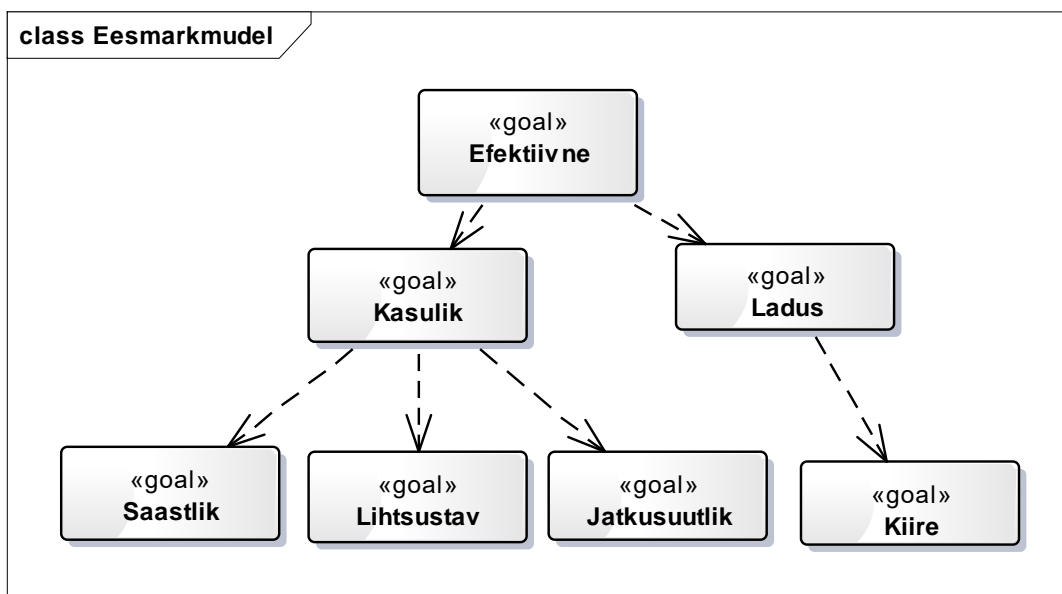 class Eesmarkmudel
«goal»
Efektiivne
«goal»
Kasulik
«goal»
Ladus
«goal»
Saastlik
«goal»
Lihtsustav
«goal»
Jatkusuutlik
«goal»
Kiire